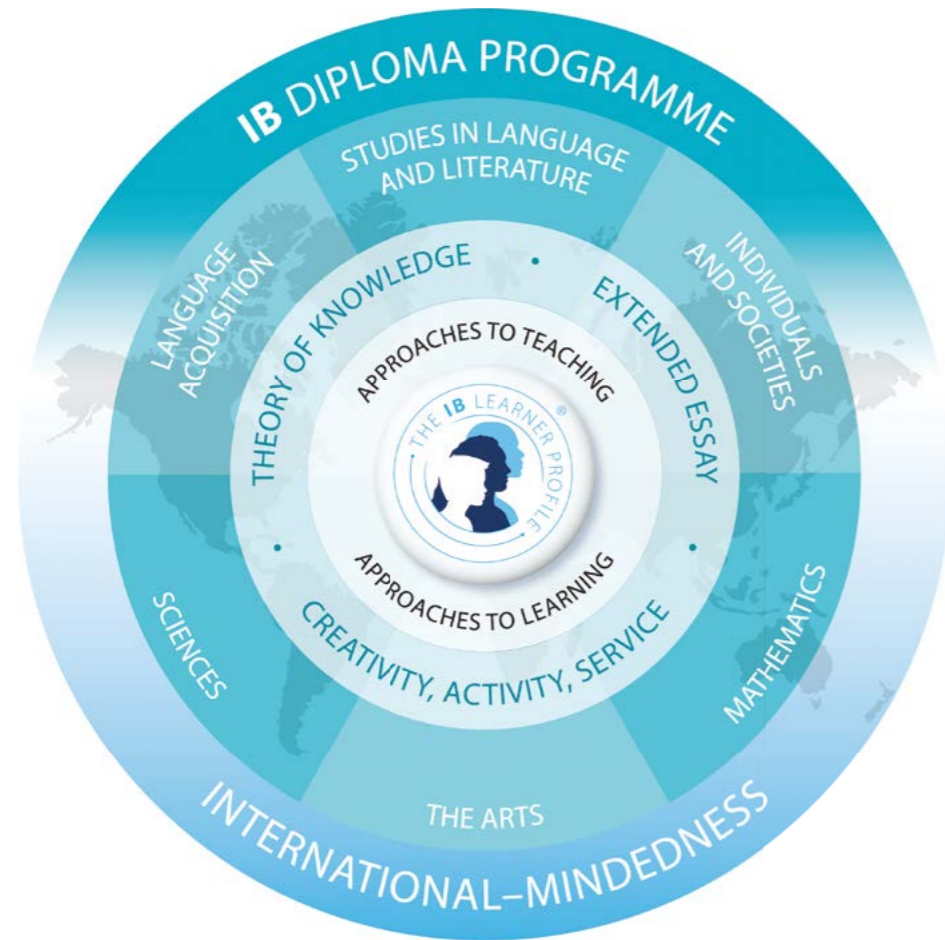 IB DIPLOMA PROGRAMME
STUDIES IN LANGUAGE
AND LITERATURE
LANGUAGE
ACQUISITION
INDIVIDUALS
AND SOCIETIES
THEORY OF KNOWLEDGE
•
EXTENDED ESSAY
•
APPROACHES TO TEACHING
• THE IB LEARNER PROFILE •
®
APPROACHES TO LEARNING
•
CREATIVITY, ACTIVITY, SERVICE
SCIENCES
MATHEMATICS
THE ARTS
INTERNATIONAL–MINDEDNESS